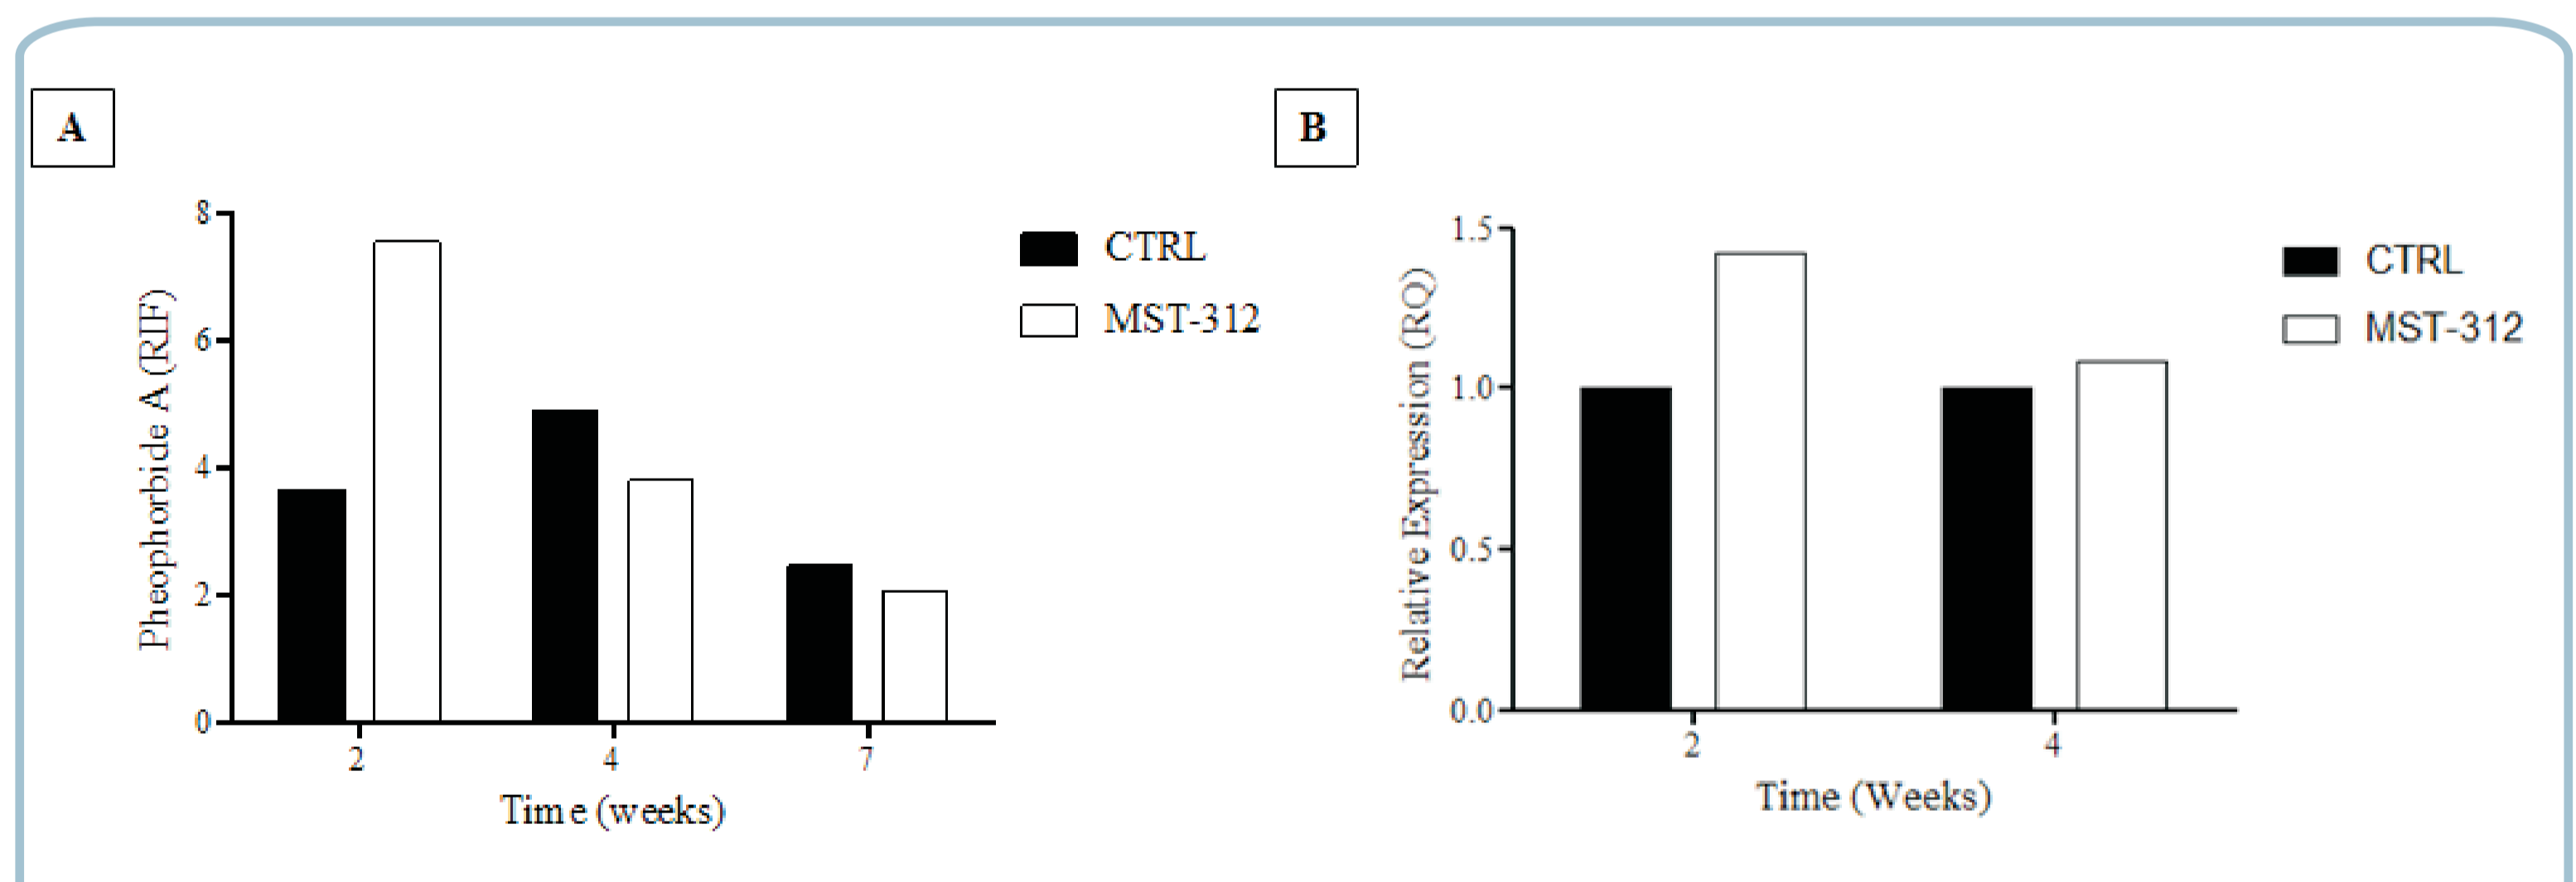 A
8
6
4
2
0
Pheophorbide A (RIF)
2
4
7
Time (weeks)
CTRL
MST-312
B
1.5
1.0
0.5
0.0
Relative Expression (RQ)
2
4
Time (Weeks)
CTRL
MST-312